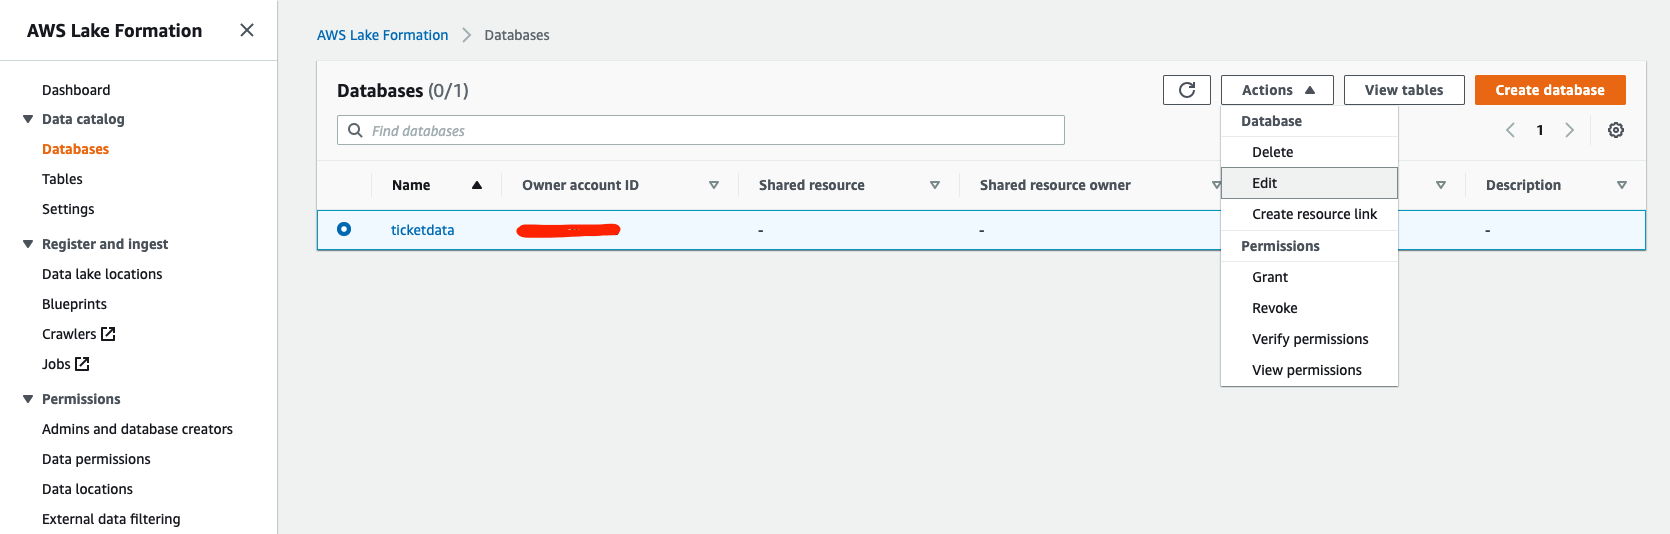 AWS Lake Formation
Dashboard
Data catalog
Databases
Tables
Settings
Register and ingest
Data lake locations
Blueprints
Crawlers
Jobs
Permissions
Admins and database creators
Data permissions
Data locations
External data filtering
AWS Lake Formation > Databases
Databases (0/1)
Actions
View tables
Create database
Find databases
1
Name
Owner account ID
Shared resource
Shared resource owner
Description
ticketdata
-
-
-
Database
Delete
Edit
Create resource link
Permissions
Grant
Revoke
Verify permissions
View permissions